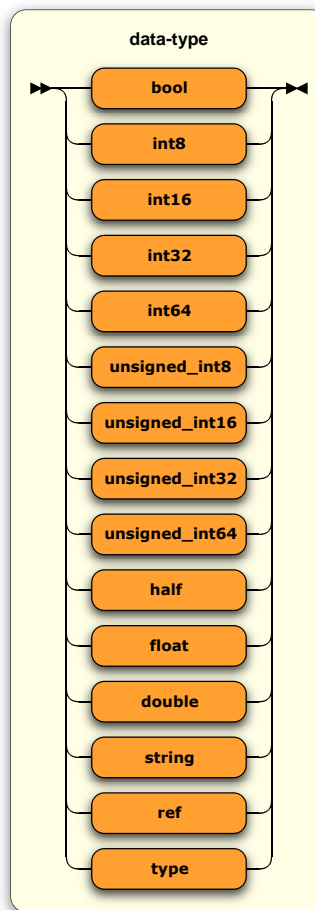 data-type
bool
int8
int16
int32
int64
unsigned_int8
unsigned_int16
unsigned_int32
unsigned_int64
half
float
double
string
ref
type